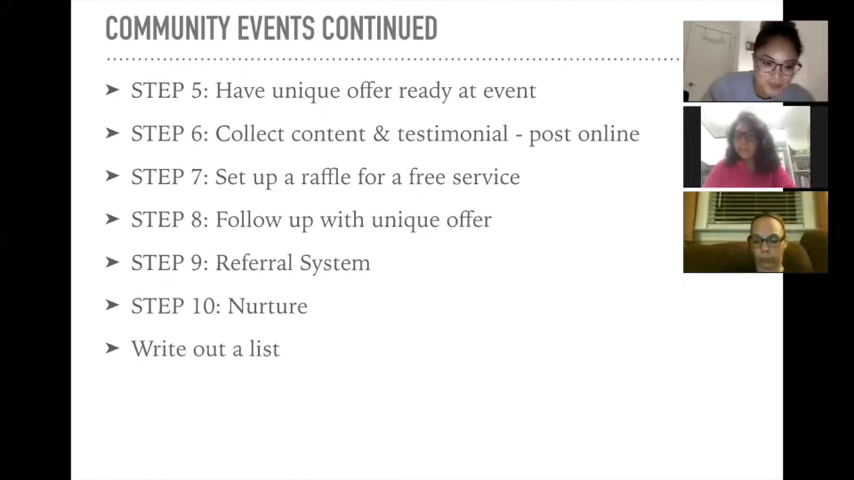 COMMUNITY EVENTS CONTINUED
➤ STEP 5: Have unique offer ready at event
➤ STEP 6: Collect content & testimonial - post online
➤ STEP 7: Set up a raffle for a free service
➤ STEP 8: Follow up with unique offer
➤ STEP 9: Referral System
➤ STEP 10: Nurture
➤ Write out a list